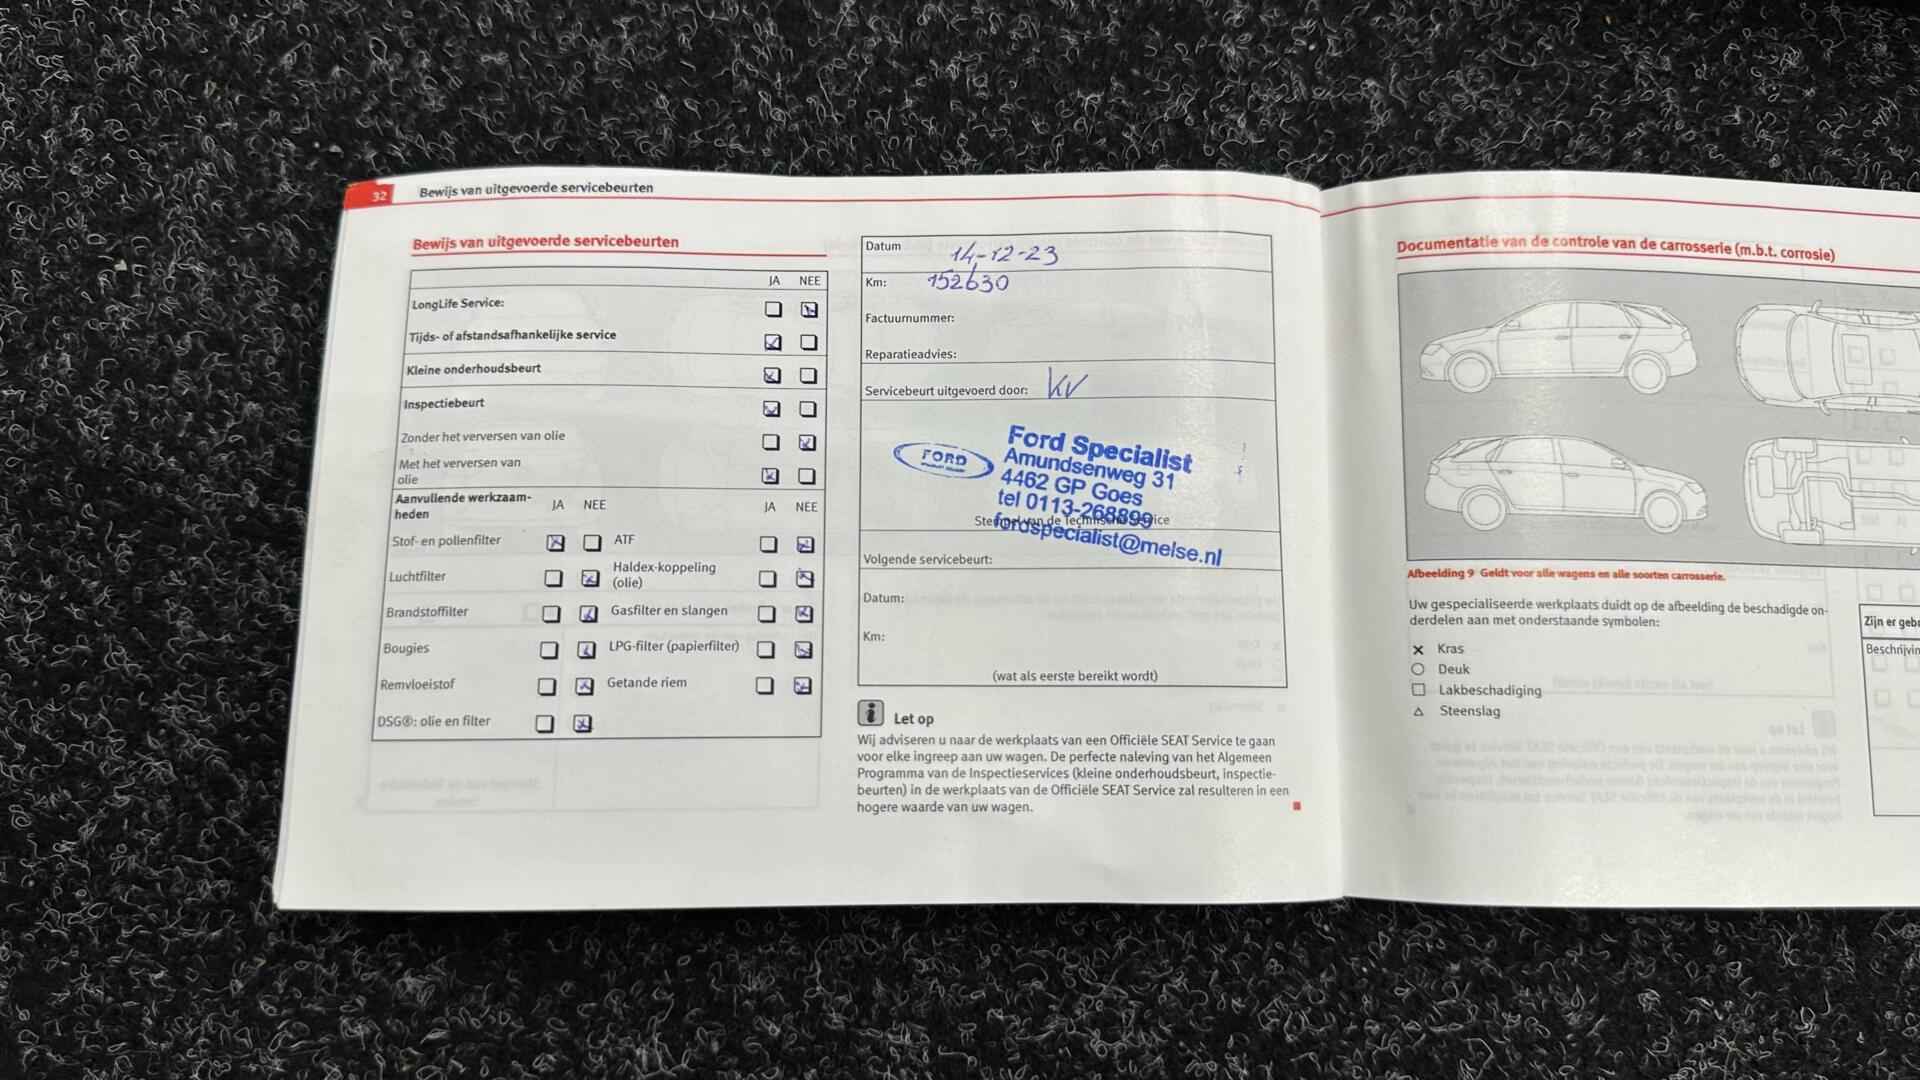 32 Bewijs van uitgevoerde servicebeurten
Bewijs van uitgevoerde servicebeurten
JA NEE
LongLife Service:
Tijds- of afstandsafhankelijke service
Kleine onderhoudsbeurt
Inspectiebeurt
Zonder het verversen van olie
Met het verversen van
olie
Aanvullende werkzaam-
heden
JA NEE JA NEE
Stof- en pollenfilter ATF
Luchtfilter Haldex-koppeling
(olie)
Brandstoffilter Gasfilter en slangen
Bougies LPG-filter (papierfilter)
Remvloeistof Getande riem
DSG®: olie en filter
Datum 14-12-23
Km: 152630
Factuurnummer:
Reparatieadvies:
Servicebeurt uitgevoerd door: KV
FORD
Ford Specialist
Amundsenweg 31
4462 GP Goes
tel 0113-268899
fordspecialist@melse.nl
Stempel van de Technische Service
Volgende servicebeurt:
Datum:
Km:
(wat als eerste bereikt wordt)
Let op
Wij adviseren u naar de werkplaats van een Officiële SEAT Service te gaan
voor elke ingreep aan uw wagen. De perfecte naleving van het Algemeen
Programma van de Inspectieservices (kleine onderhoudsbeurt, inspectie-
beurten) in de werkplaats van de Officiële SEAT Service zal resulteren in een
hogere waarde van uw wagen.
Documentatie van de controle van de carrosserie (m.b.t. corrosie)
Afbeelding 9 Geldt voor alle wagens en alle soorten carrosserie.
Uw gespecialiseerde werkplaats duidt op de afbeelding de beschadigde on-
derdelen aan met onderstaande symbolen:
Kras
Deuk
Lakbeschadiging
Steenslag
Zijn er